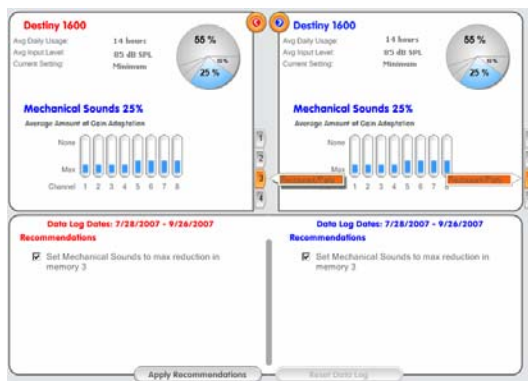 Destiny 1600
Avg Daily Usage: 14 hours
Avg Input Level: 85 dB SPL
Current Setting: Minimum
55 %
25 %
Mechanical Sounds 25%
Average Amount of Gain Adaptation
None
Max
Channel 1 2 3 4 5 6 7 8
1
2
3
4
Destiny 1600
Avg Daily Usage: 14 hours
Avg Input Level: 85 dB SPL
Current Setting: Minimum
55 %
25 %
Mechanical Sounds 25%
Average Amount of Gain Adaptation
None
Max
Channel 1 2 3 4 5 6 7
Data Log Dates: 7/28/2007 - 9/26/2007
Recommendations
Set Mechanical Sounds to max reduction in
memory 3
Data Log Dates: 7/28/2007 - 9/26/2007
Recommendations
Set Mechanical Sounds to max reduction in
memory 3
Apply Recommendations
Reset Data Log